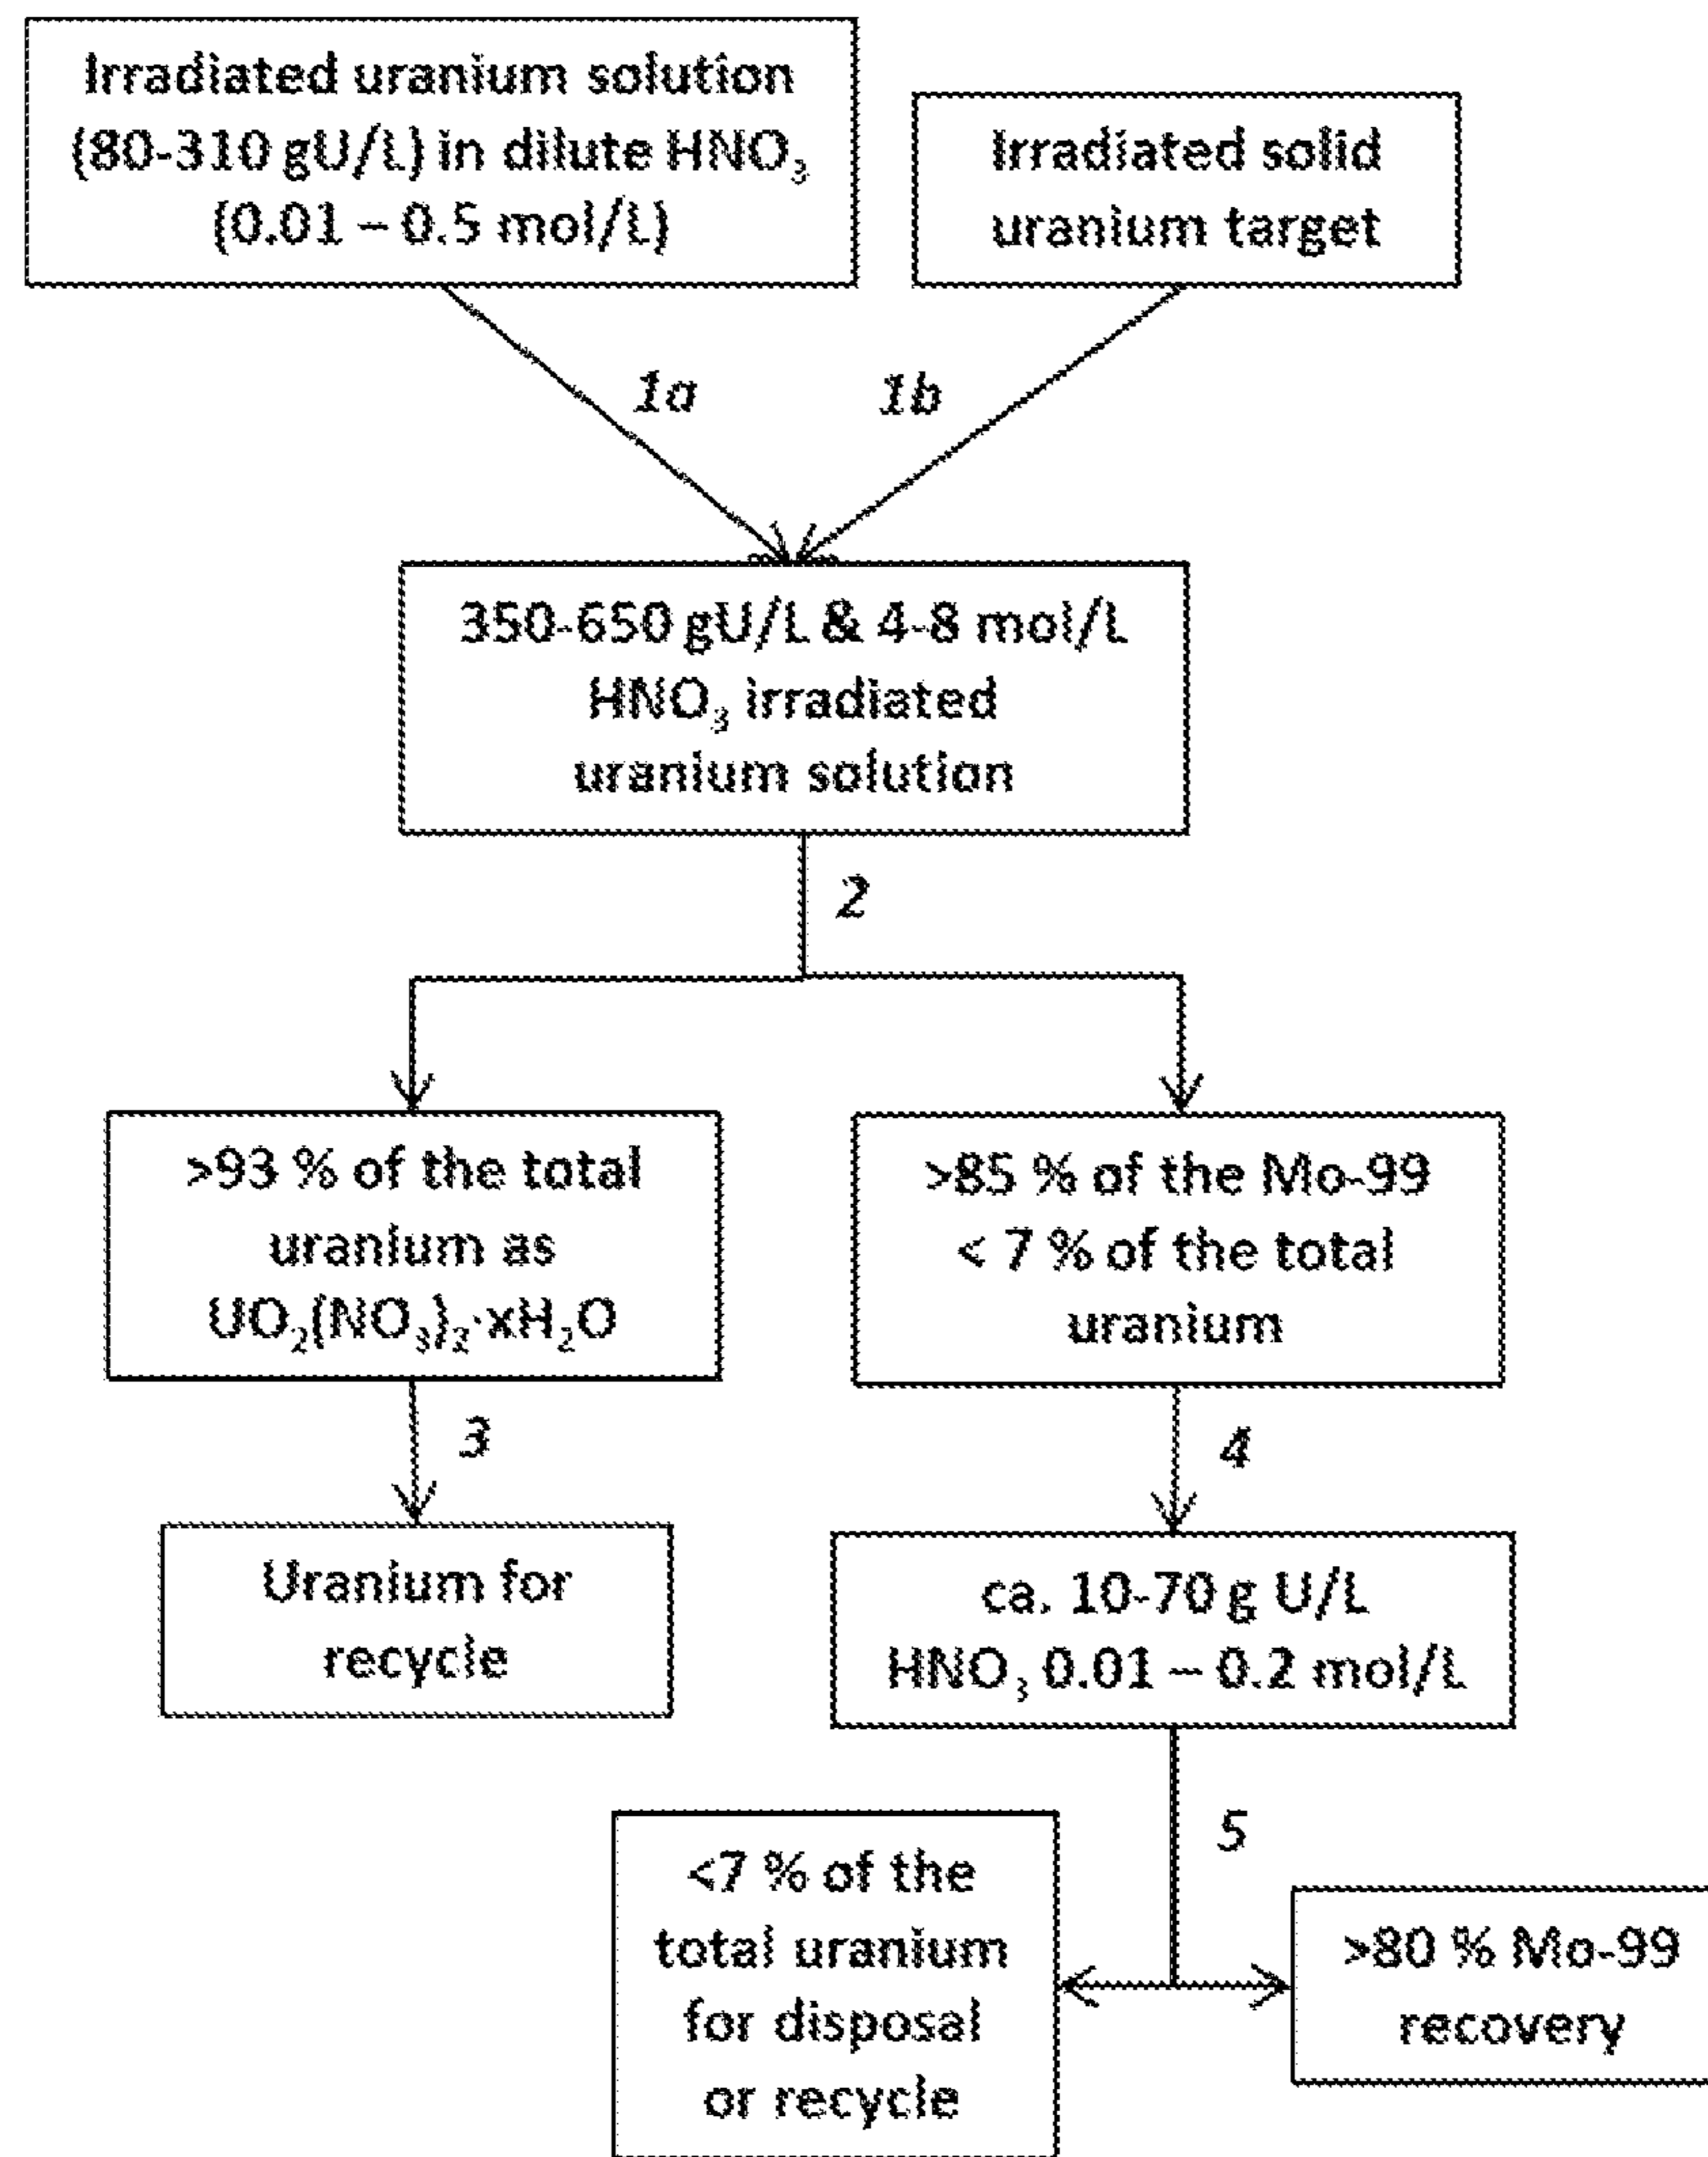 Irradiated uranium solution
(80-310 gU/L) in dilute HNO₃
(0.01 – 0.5 mol/L)
Irradiated solid
uranium target
1a
1b
350-650 gU/L & 4-8 mol/L
HNO₃ irradiated
uranium solution
2
>93 % of the total
uranium as
UO₂(NO₃)₂·xH₂O
>85 % of the Mo-99
< 7 % of the total
uranium
3
4
Uranium for
recycle
ca. 10-70 g U/L
HNO₃ 0.01 – 0.2 mol/L
5
<7 % of the
total uranium
for disposal
or recycle
>80 % Mo-99
recovery